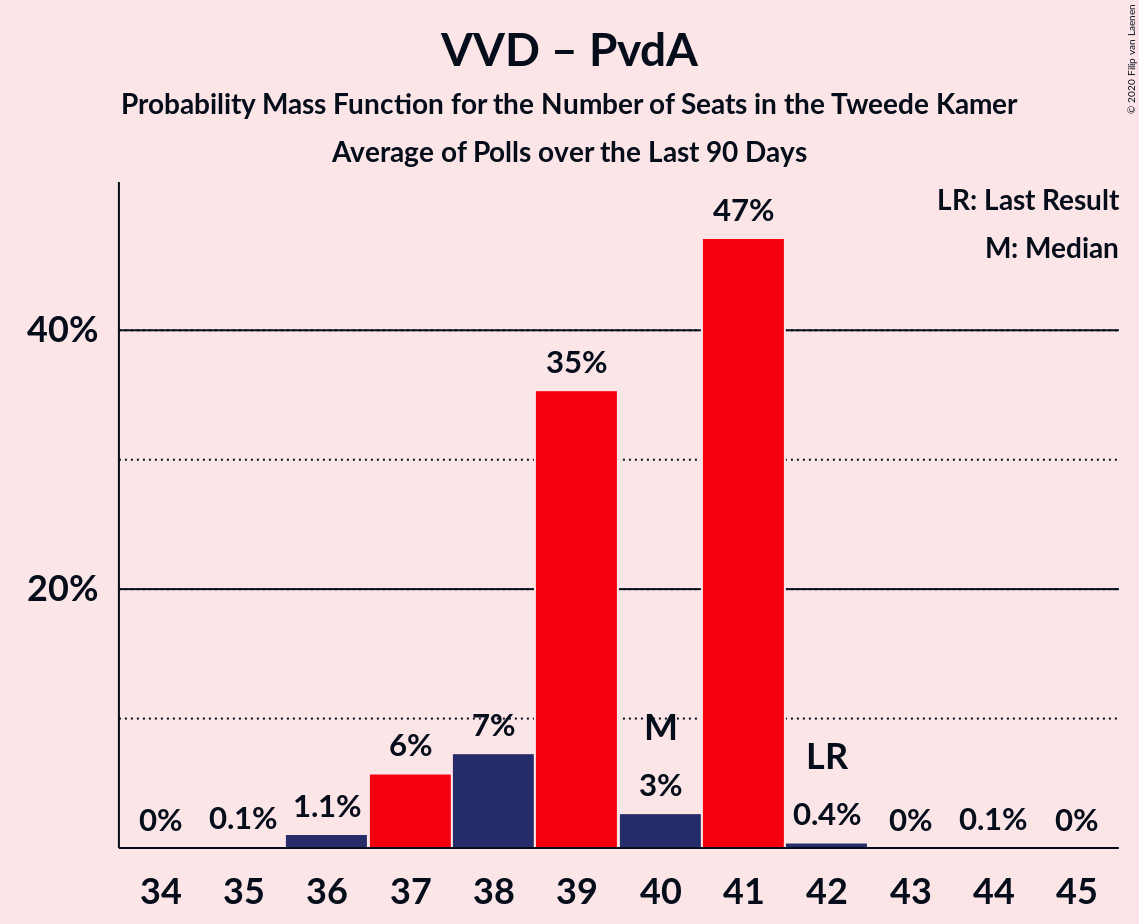 VVD – PvdA
Probability Mass Function for the Number of Seats in the Tweede Kamer
Average of Polls over the Last 90 Days
© 2020 Filip van Laenen
LR: Last Result
M: Median
47%
40%
35%
20%
M
7%
6%
LR
3%
1.1%
0.4%
0%
0.1%
0%
0.1%
0%
34 35 36 37 38 39 40 41 42 43 44 45